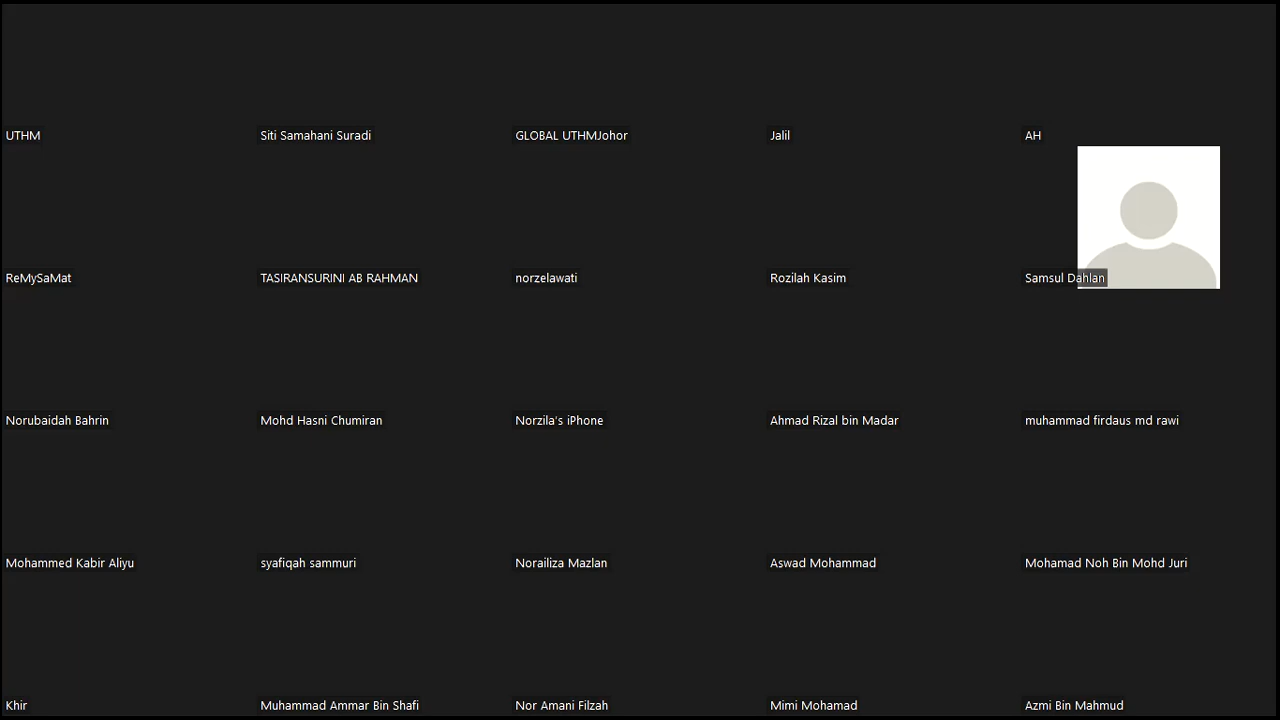 UTHM
Siti Samahani Suradi
GLOBAL UTHMJohor
Jalil
AH
ReMySaMat
TASIRANSURINI AB RAHMAN
norzelawati
Rozilah Kasim
Samsul Dahlan
Norubaidah Bahrin
Mohd Hasni Chumiran
Norzila's iPhone
Ahmad Rizal bin Madar
muhammad firdaus md rawi
Mohammed Kabir Aliyu
syafiqah sammuri
Norailiza Mazlan
Aswad Mohammad
Mohamad Noh Bin Mohd Juri
Khir
Muhammad Ammar Bin Shafi
Nor Amani Filzah
Mimi Mohamad
Azmi Bin Mahmud